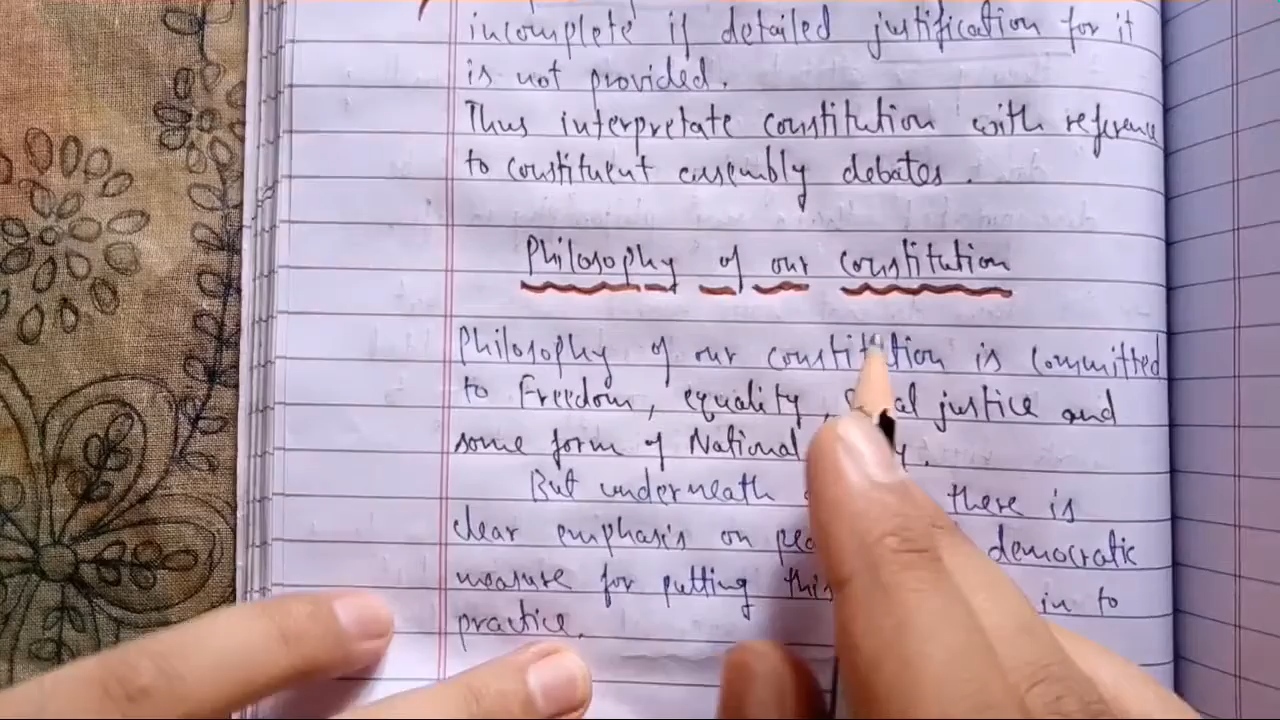 incomplete if detailed justification for it
is not provided.
Thus interpretate constitution with reference
to constituent assembly debates.
Philosophy of our constitution
Philosophy of our constitution is committed
to Freedom, equality, justice and
some form of National
But underneath there is
clear emphasis on democratic
measure for putting this in to
practice.